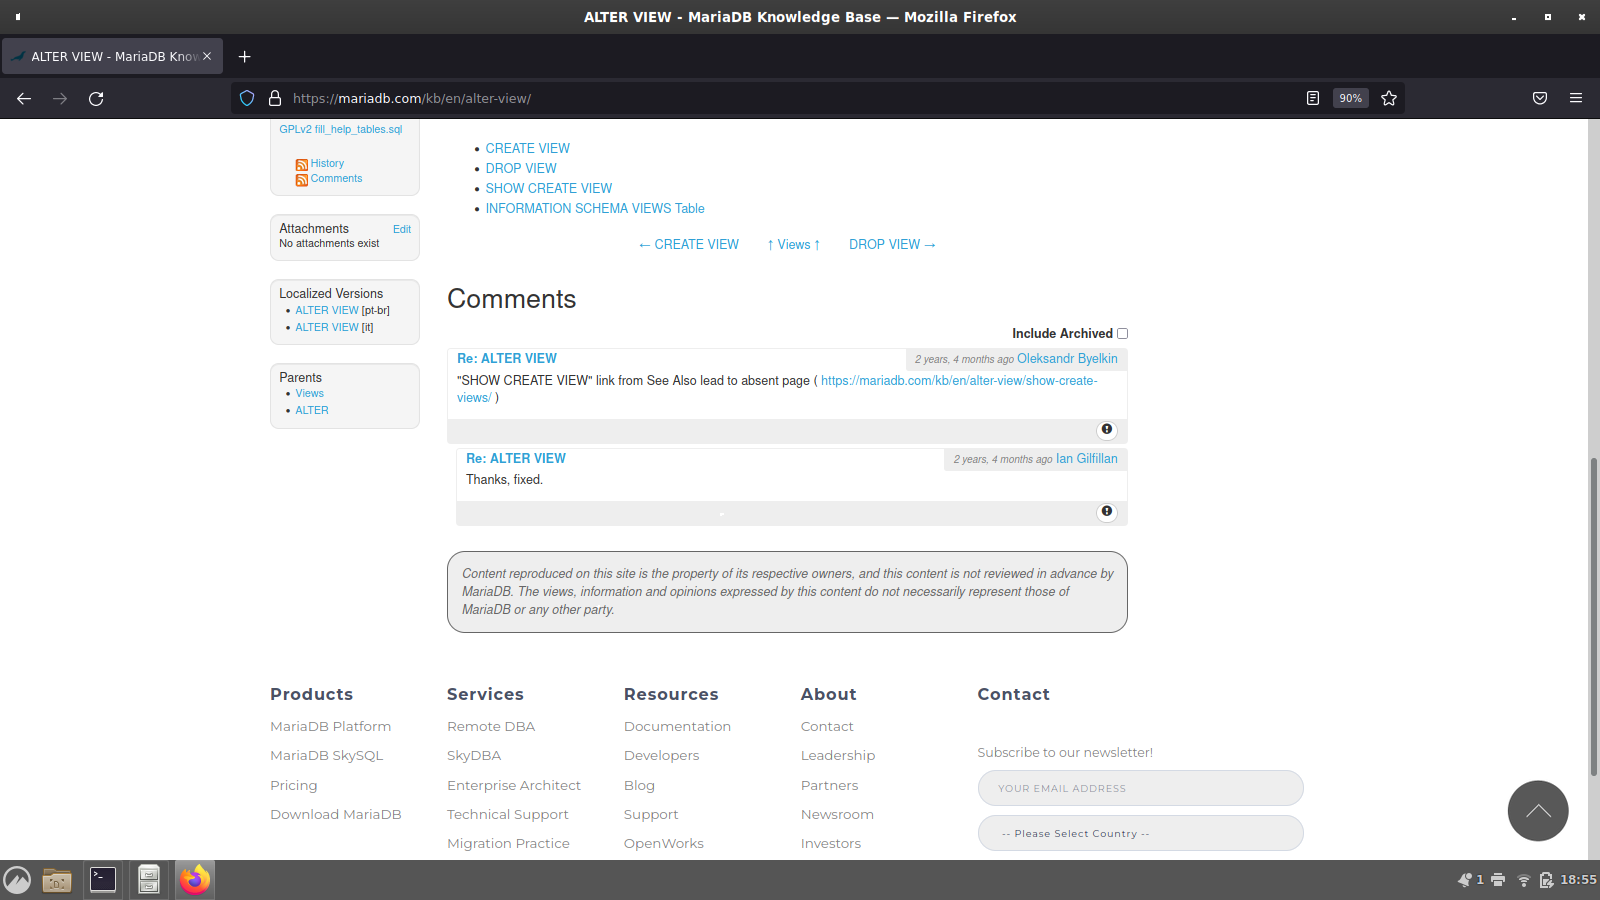 ALTER VIEW - MariaDB Knowledge Base — Mozilla Firefox
ALTER VIEW - MariaDB Know
https://mariadb.com/kb/en/alter-view/
90%
GPLv2 fill_help_tables.sql
History
Comments
Attachments
Edit
No attachments exist
Localized Versions
ALTER VIEW [pt-br]
ALTER VIEW [it]
Parents
Views
ALTER
CREATE VIEW
DROP VIEW
SHOW CREATE VIEW
INFORMATION SCHEMA VIEWS Table
← CREATE VIEW
↑ Views ↑
DROP VIEW →
Comments
Include Archived
Re: ALTER VIEW
2 years, 4 months ago Oleksandr Byelkin
"SHOW CREATE VIEW" link from See Also lead to absent page ( https://mariadb.com/kb/en/alter-view/show-create-
views/ )
Re: ALTER VIEW
2 years, 4 months ago Ian Gilfillan
Thanks, fixed.
Content reproduced on this site is the property of its respective owners, and this content is not reviewed in advance by
MariaDB. The views, information and opinions expressed by this content do not necessarily represent those of
MariaDB or any other party.
Products
MariaDB Platform
MariaDB SkySQL
Pricing
Download MariaDB
Services
Remote DBA
SkyDBA
Enterprise Architect
Technical Support
Migration Practice
Resources
Documentation
Developers
Blog
Support
OpenWorks
About
Contact
Leadership
Partners
Newsroom
Investors
Contact
Subscribe to our newsletter!
YOUR EMAIL ADDRESS
-- Please Select Country --
1
18:55